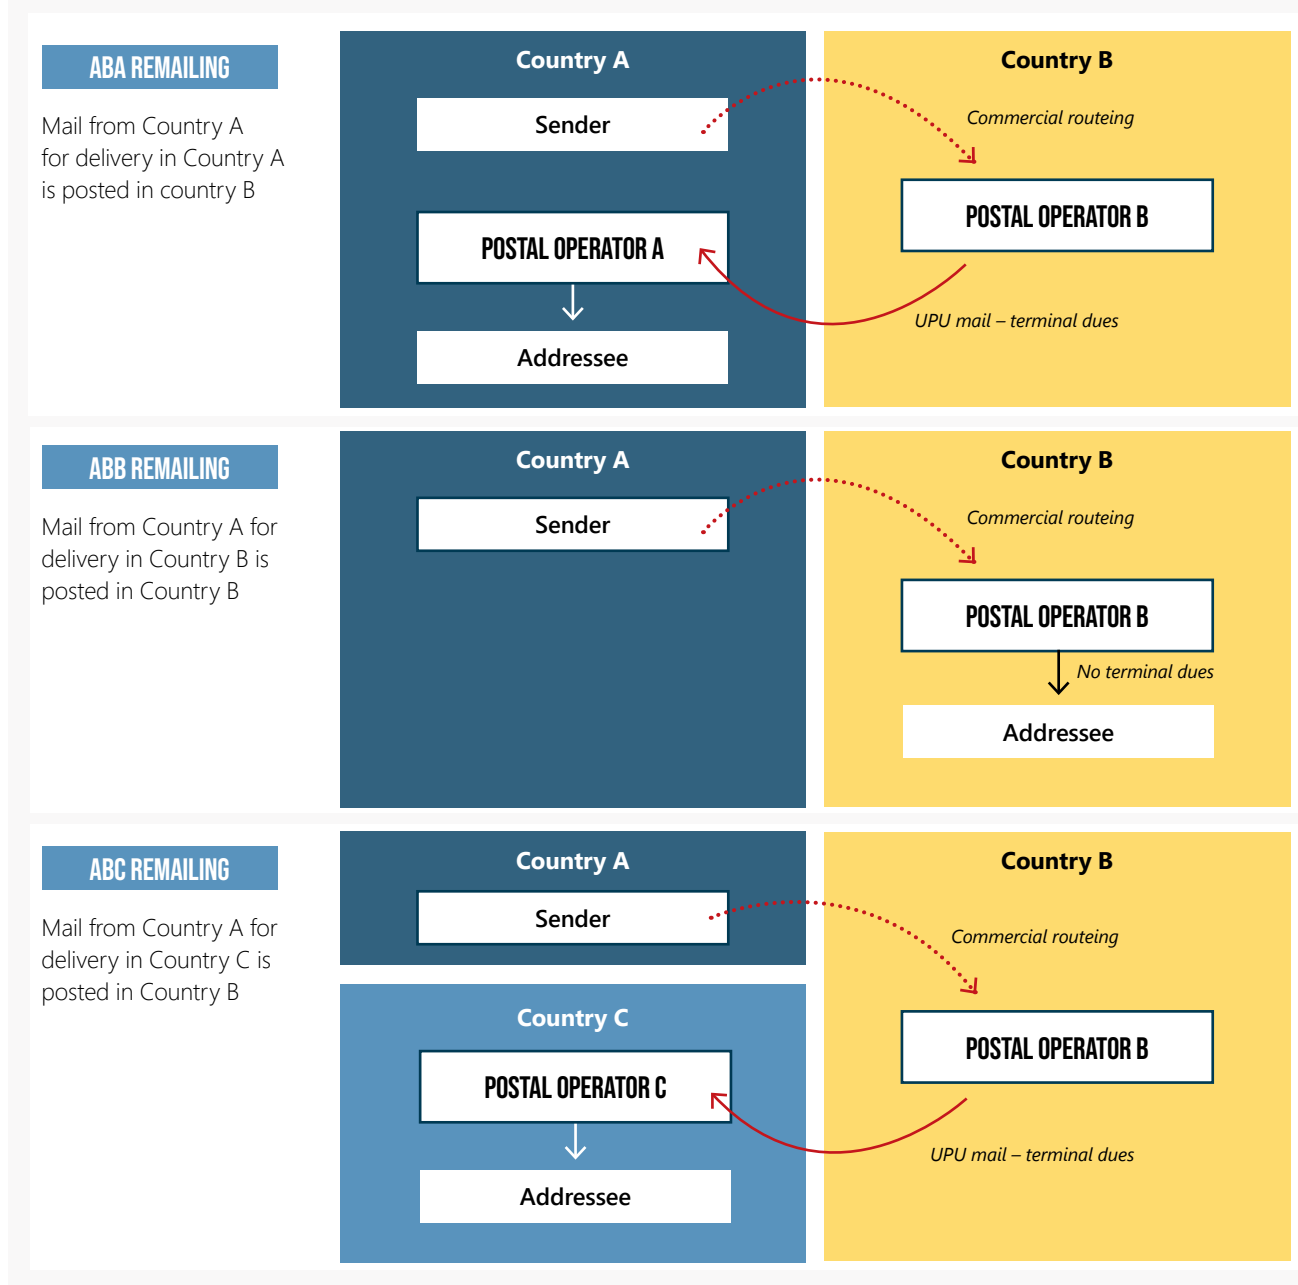 ABA REMAILING
Mail from Country A
for delivery in Country A
is posted in country B
Country A
Sender
POSTAL OPERATOR A
Addressee
Country B
Commercial routeing
POSTAL OPERATOR B
UPU mail – terminal dues
ABB REMAILING
Mail from Country A for
delivery in Country B is
posted in Country B
Country A
Sender
Country B
Commercial routeing
POSTAL OPERATOR B
No terminal dues
Addressee
ABC REMAILING
Mail from Country A for
delivery in Country C is
posted in Country B
Country A
Sender
Country C
POSTAL OPERATOR C
Addressee
Country B
Commercial routeing
POSTAL OPERATOR B
UPU mail – terminal dues